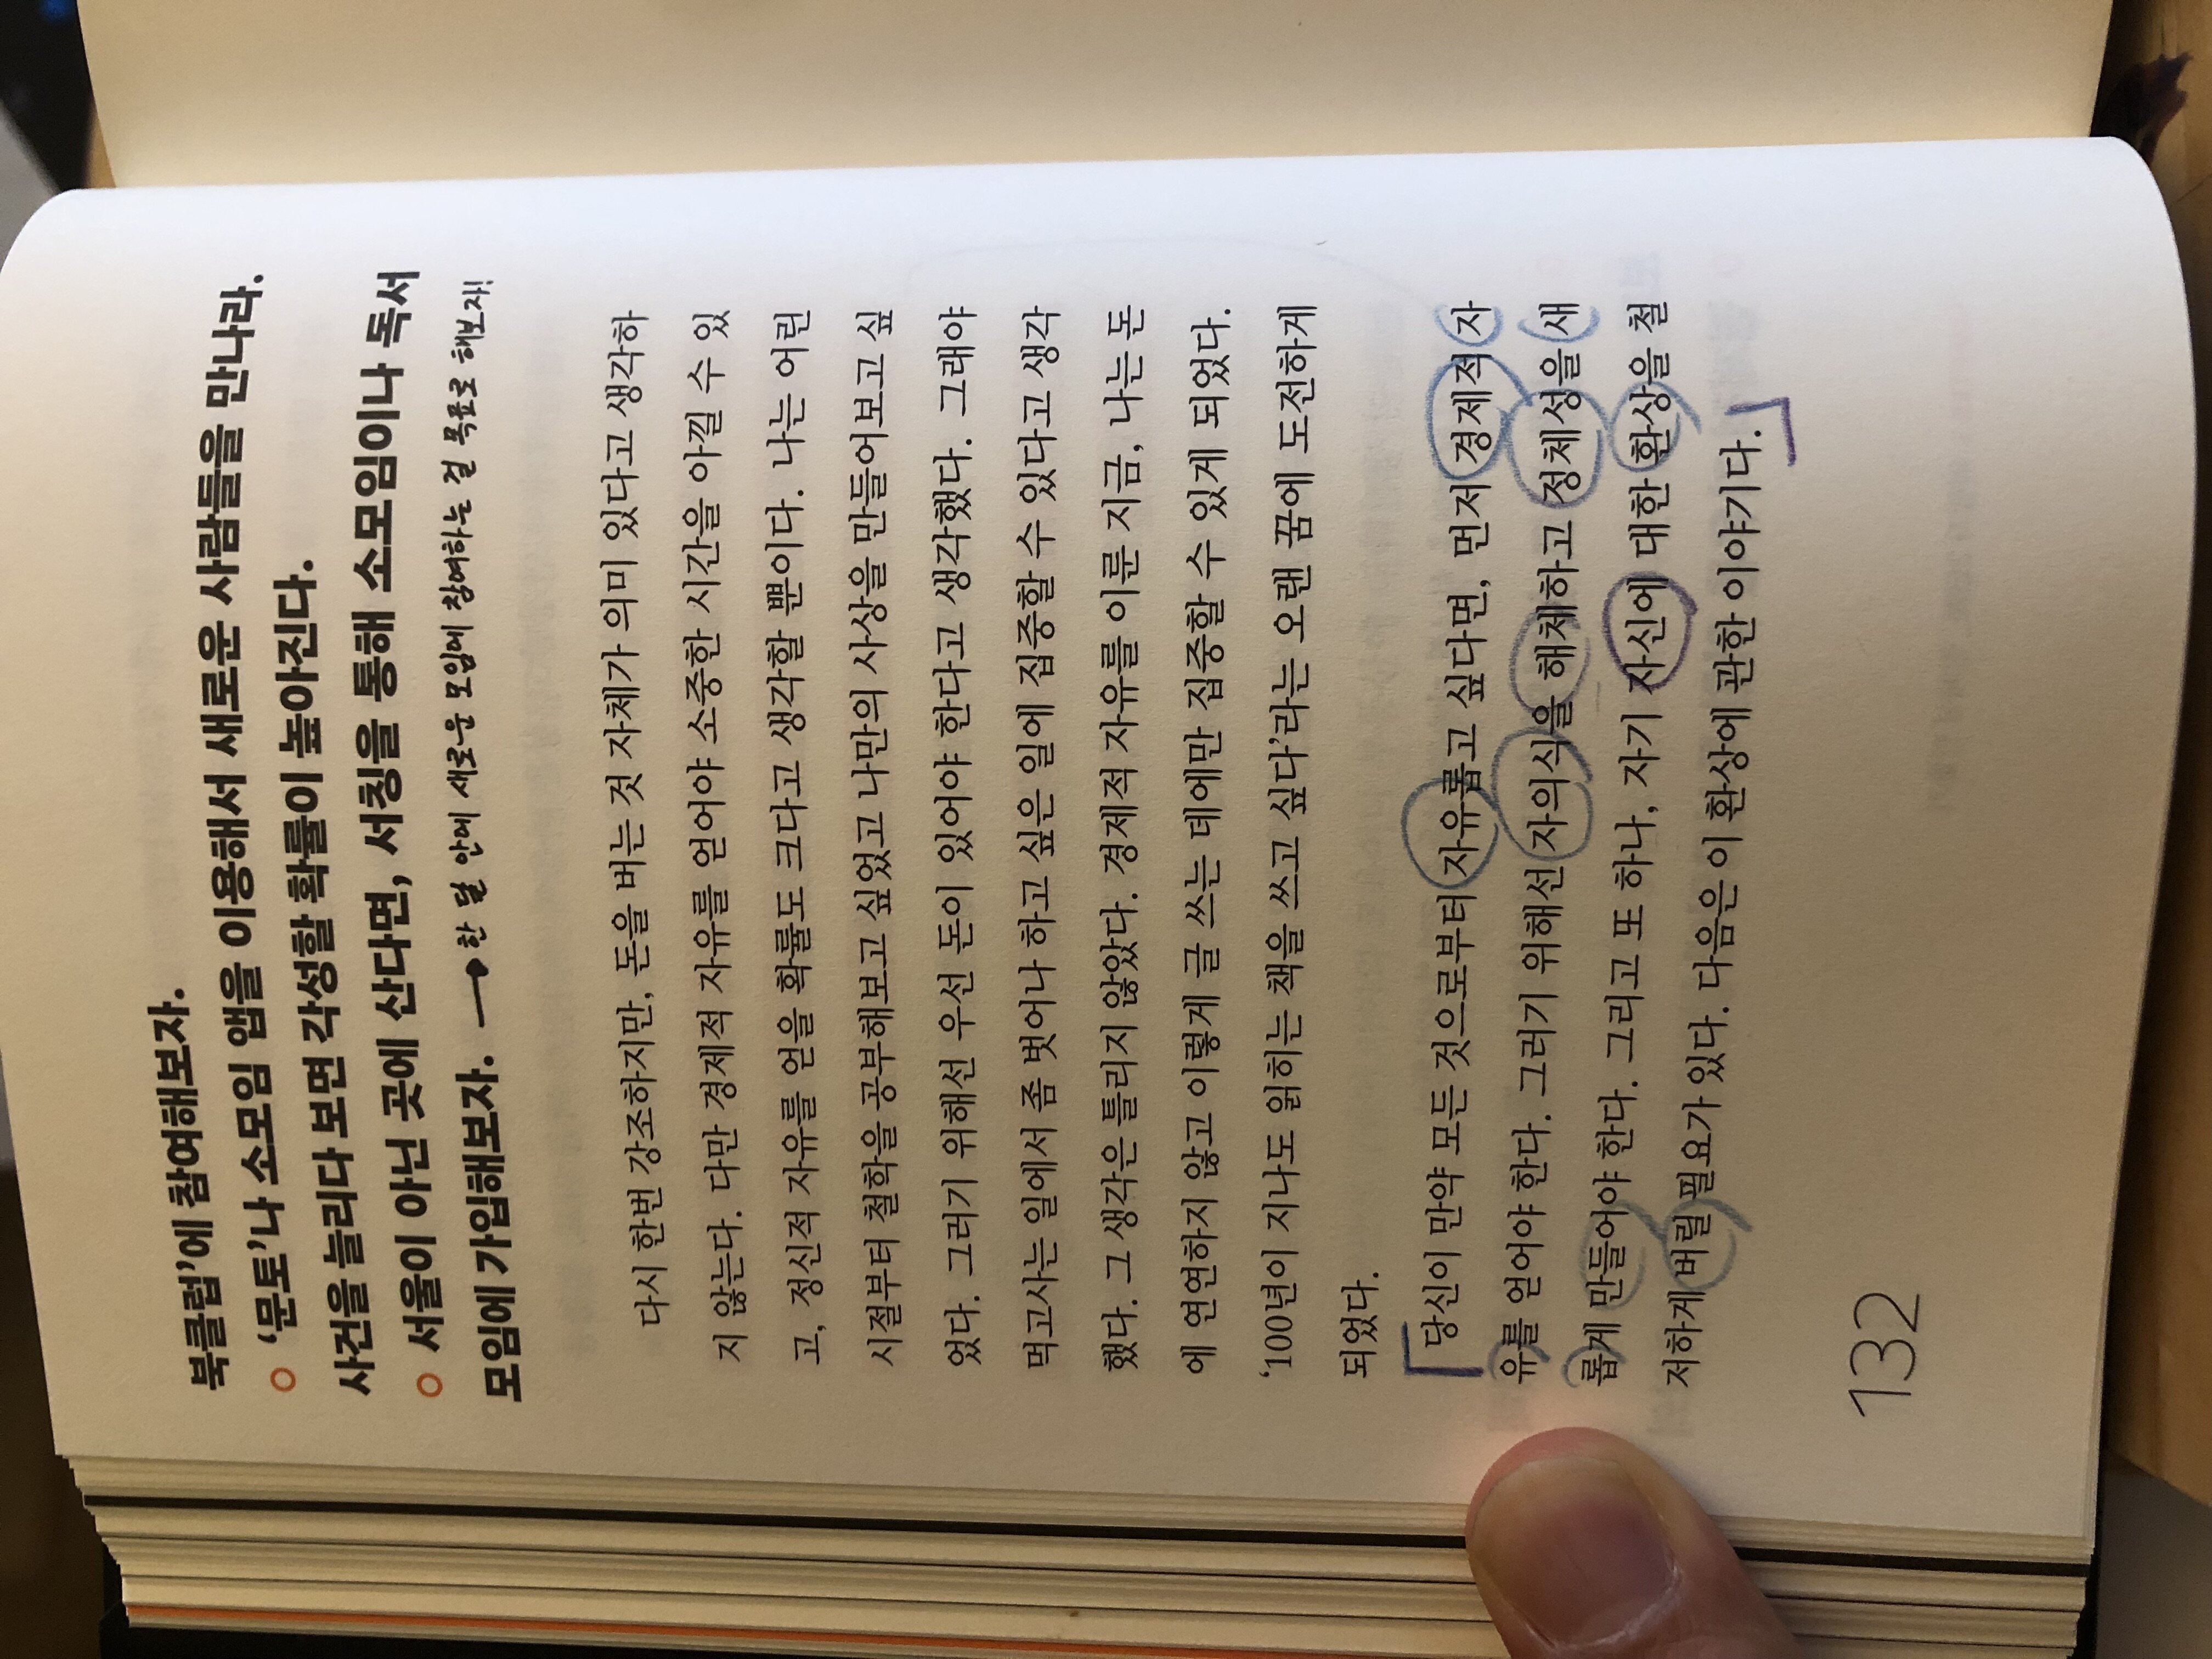 북클럽'에 참여해보자.
○ '문토'나 소모임 앱을 이용해서 새로운 사람들을 만나라.
사건을 늘리다 보면 각성할 확률이 높아진다.
○ 서울이 아닌 곳에 산다면, 서칭을 통해 소모임이나 독서
모임에 가입해보자. → 한 달 안에 새로운 모임에 참여하는 걸 목표로 해보자!
다시 한번 강조하지만, 돈을 버는 것 자체가 의미 있다고 생각하
지 않는다. 다만 경제적 자유를 얻어야 소중한 시간을 아낄 수 있
고, 정신적 자유를 얻을 확률도 크다고 생각할 뿐이다. 나는 어린
시절부터 철학을 공부해보고 싶었고 나만의 사상을 만들어보고 싶
었다. 그러기 위해선 우선 돈이 있어야 한다고 생각했다. 그래야
먹고사는 일에서 좀 벗어나 하고 싶은 일에 집중할 수 있다고 생각
했다. 그 생각은 틀리지 않았다. 경제적 자유를 이룬 지금, 나는 돈
에 연연하지 않고 이렇게 글 쓰는 데에만 집중할 수 있게 되었다.
'100년이 지나도 읽히는 책을 쓰고 싶다'라는 오랜 꿈에 도전하게
되었다.
「당신이 만약 모든 것으로부터 자유롭고 싶다면, 먼저 경제적 자
유를 얻어야 한다. 그러기 위해선 자의식을 해체하고 정체성을 새
롭게 만들어야 한다. 그리고 또 하나, 자기 자신에 대한 환상을 철
저하게 버릴 필요가 있다. 다음은 이 환상에 관한 이야기다.」
132